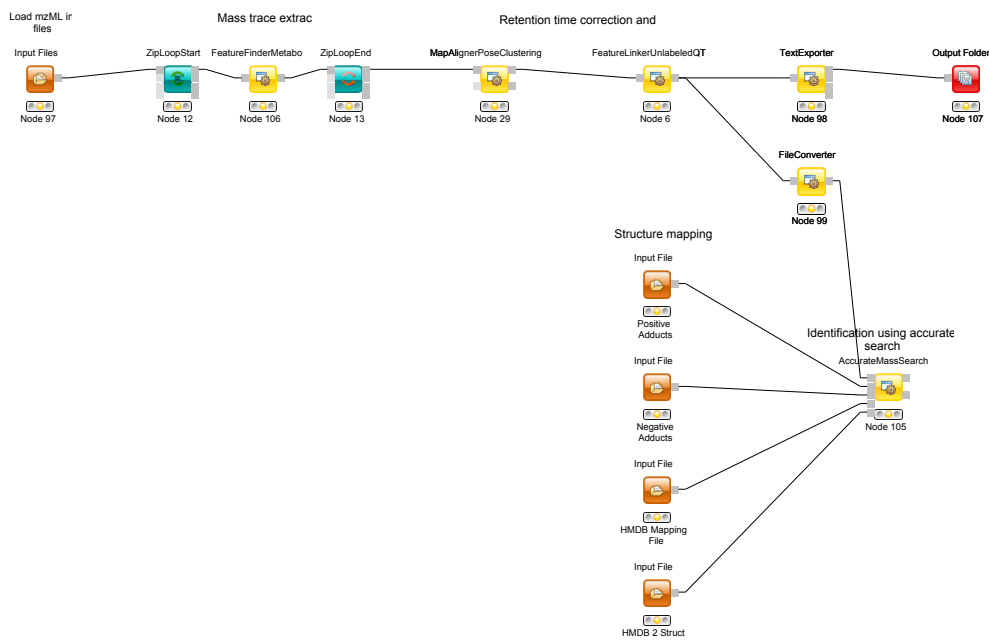 Load mzML in
files
Mass trace extrac
Retention time correction and
Input Files
ZipLoopStart
FeatureFinderMetabo
ZipLoopEnd
MapAlignerPoseClustering
FeatureLinkerUnlabeledQT
TextExporter
Output Folder
Node 97
Node 12
Node 106
Node 13
Node 29
Node 6
Node 98
Node 107
FileConverter
Node 99
Structure mapping
Input File
Positive
Adducts
Identification using accurate
search
AccurateMassSearch
Node 105
Input File
Negative
Adducts
Input File
HMDB Mapping
File
Input File
HMDB 2 Struct